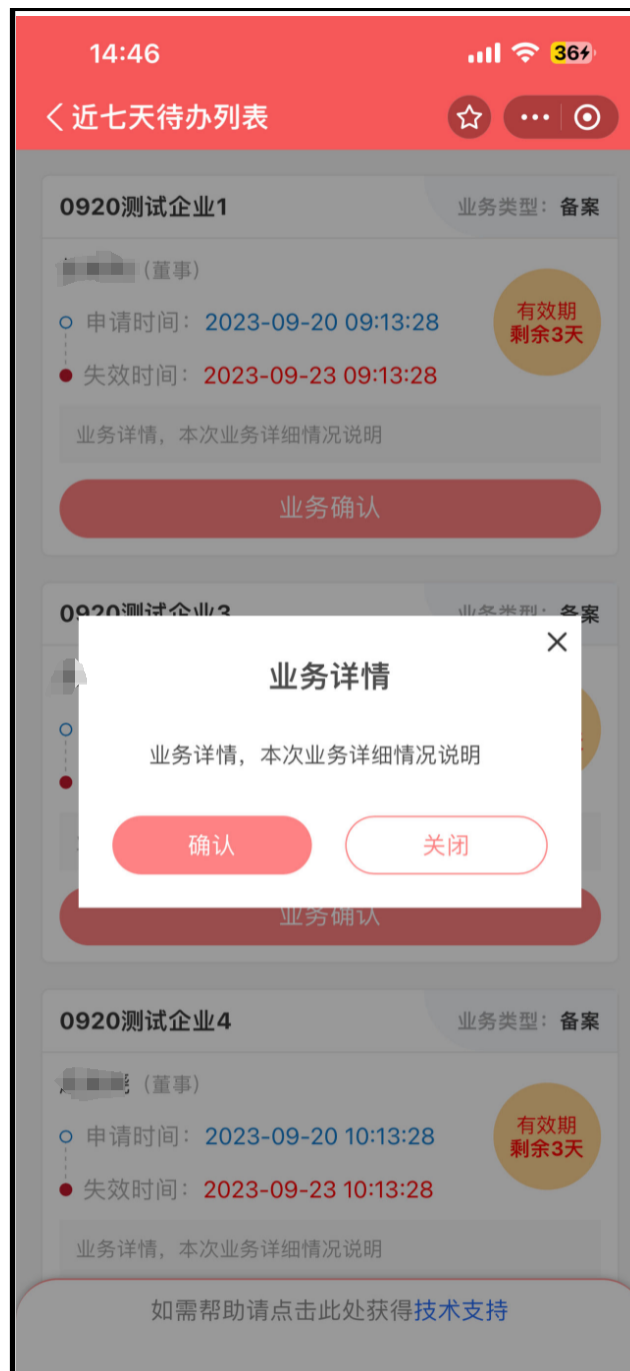 14:46
36
近七天待办列表
0920测试企业1
业务类型：备案
（董事）
有效期
剩余3天
申请时间：2023-09-20 09:13:28
失效时间：2023-09-23 09:13:28
业务详情，本次业务详细情况说明
业务确认
0920测试企业3
业务类型：备案
业务详情
业务详情，本次业务详细情况说明
确认
关闭
业务确认
0920测试企业4
业务类型：备案
（董事）
有效期
剩余3天
申请时间：2023-09-20 10:13:28
失效时间：2023-09-23 10:13:28
业务详情，本次业务详细情况说明
如需帮助请点击此处获得技术支持